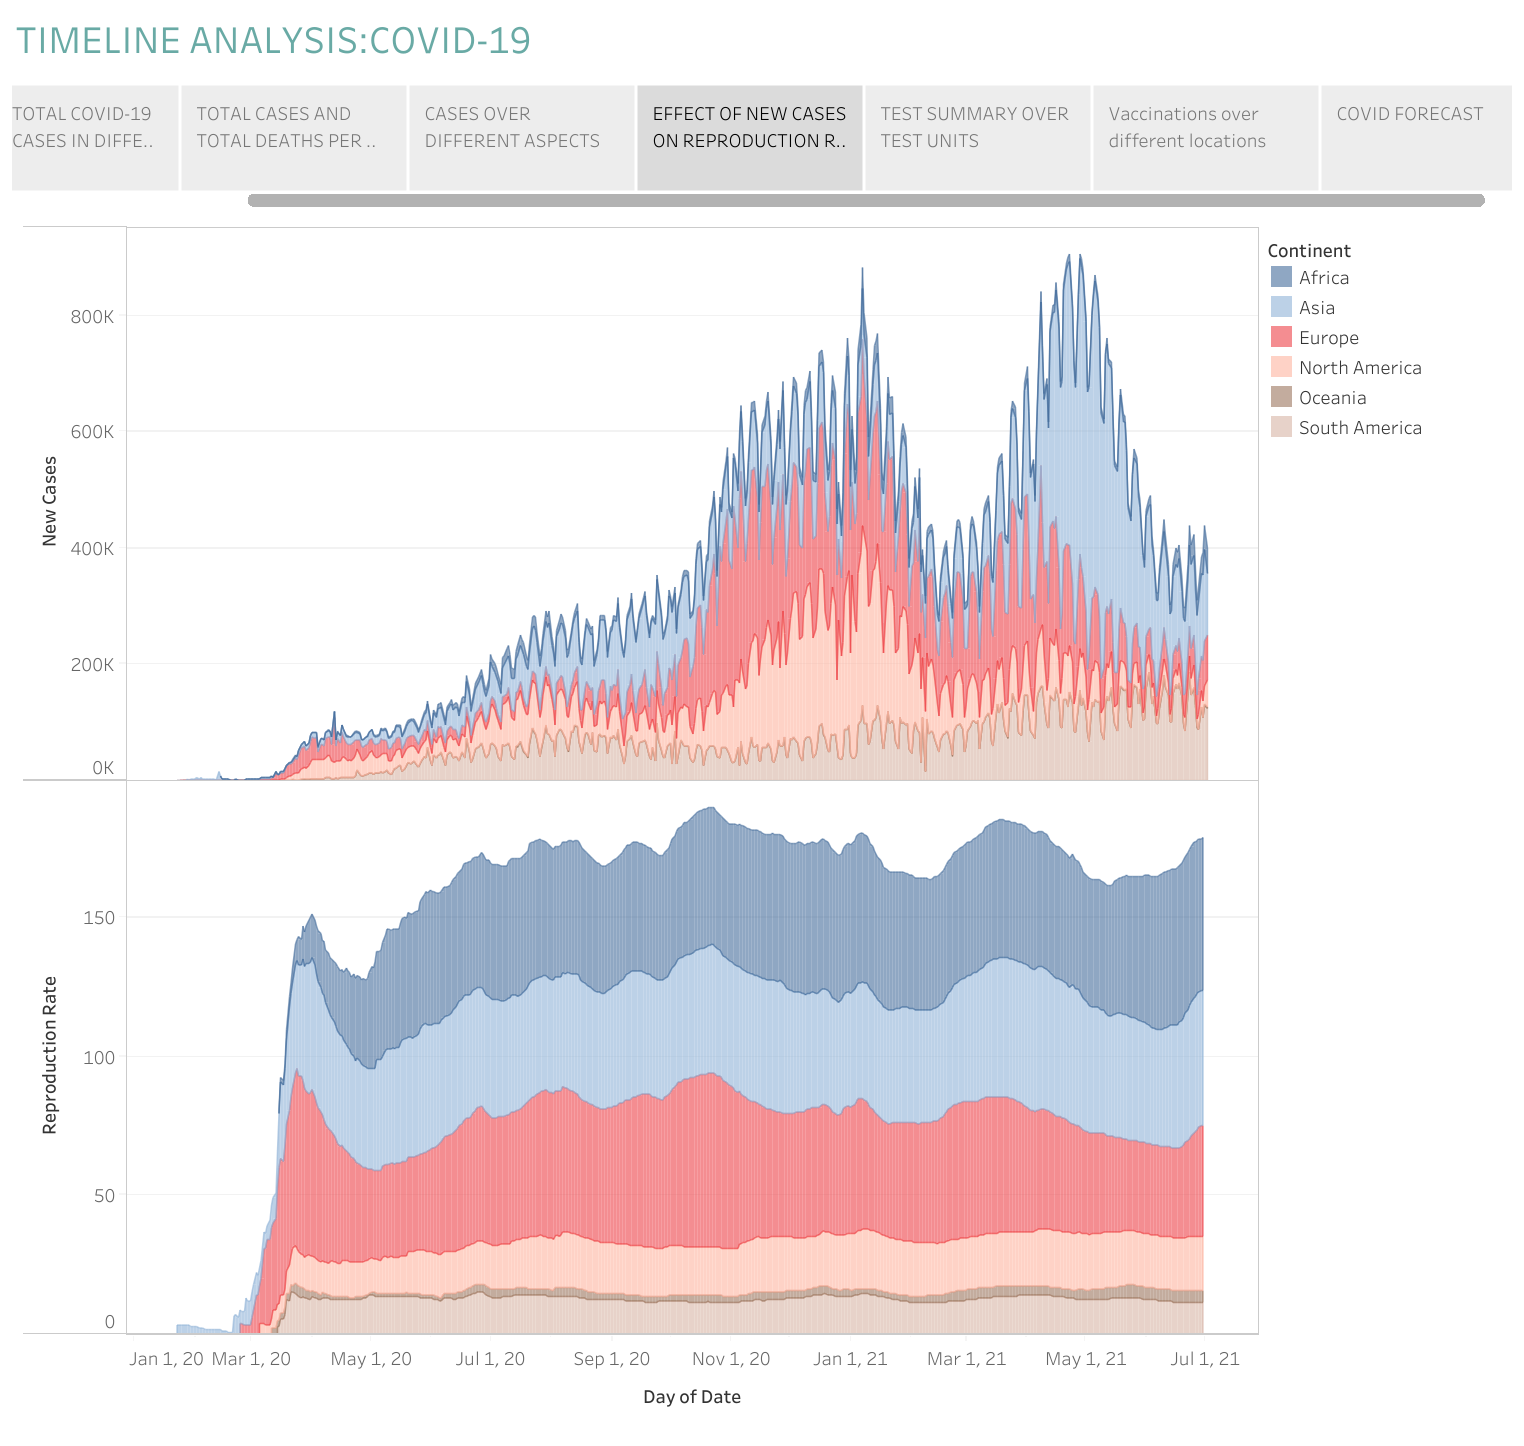 TIMELINE ANALYSIS:COVID-19
TOTAL COVID-19
CASES IN DIFFE..
TOTAL CASES AND
TOTAL DEATHS PER ..
CASES OVER
DIFFERENT ASPECTS
EFFECT OF NEW CASES
ON REPRODUCTION R..
TEST SUMMARY OVER
TEST UNITS
Vaccinations over
different locations
COVID FORECAST
Continent
Africa
Asia
Europe
North America
Oceania
South America
New Cases
800K
600K
400K
200K
0K
Reproduction Rate
150
100
50
0
Jan 1, 20
Mar 1, 20
May 1, 20
Jul 1, 20
Sep 1, 20
Nov 1, 20
Jan 1, 21
Mar 1, 21
May 1, 21
Jul 1, 21
Day of Date